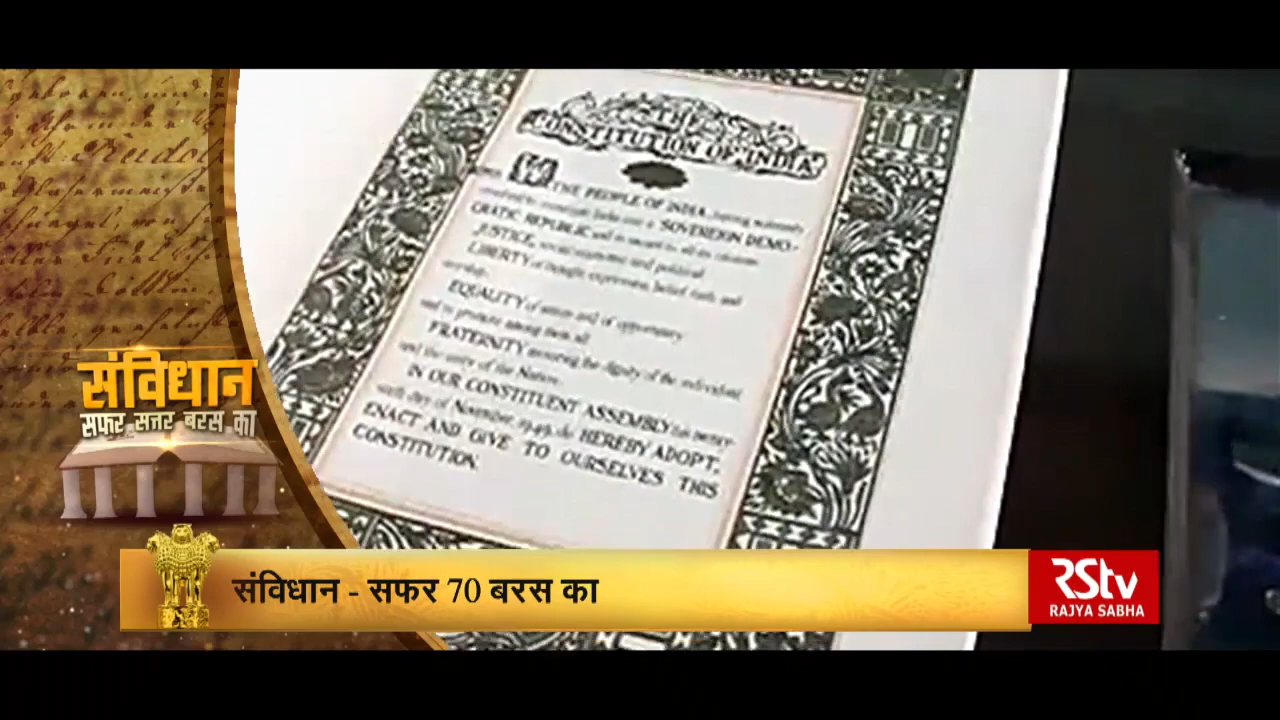 THE
CONSTITUTION OF INDIA
WE, THE PEOPLE OF INDIA, having solemnly
resolved to constitute India into a SOVEREIGN DEMO-
CRATIC REPUBLIC and to secure to all its citizens:
JUSTICE, social, economic and political;
LIBERTY of thought, expression, belief, faith and
worship;
EQUALITY of status and of opportunity;
and to promote among them all
FRATERNITY assuring the dignity of the individual
and the unity of the Nation;
IN OUR CONSTITUENT ASSEMBLY this twenty-
sixth day of November, 1949, do HEREBY ADOPT,
ENACT AND GIVE TO OURSELVES THIS
CONSTITUTION.
संविधान
सफर सत्तर बरस का
संविधान - सफर 70 बरस का
RStv
RAJYA SABHA